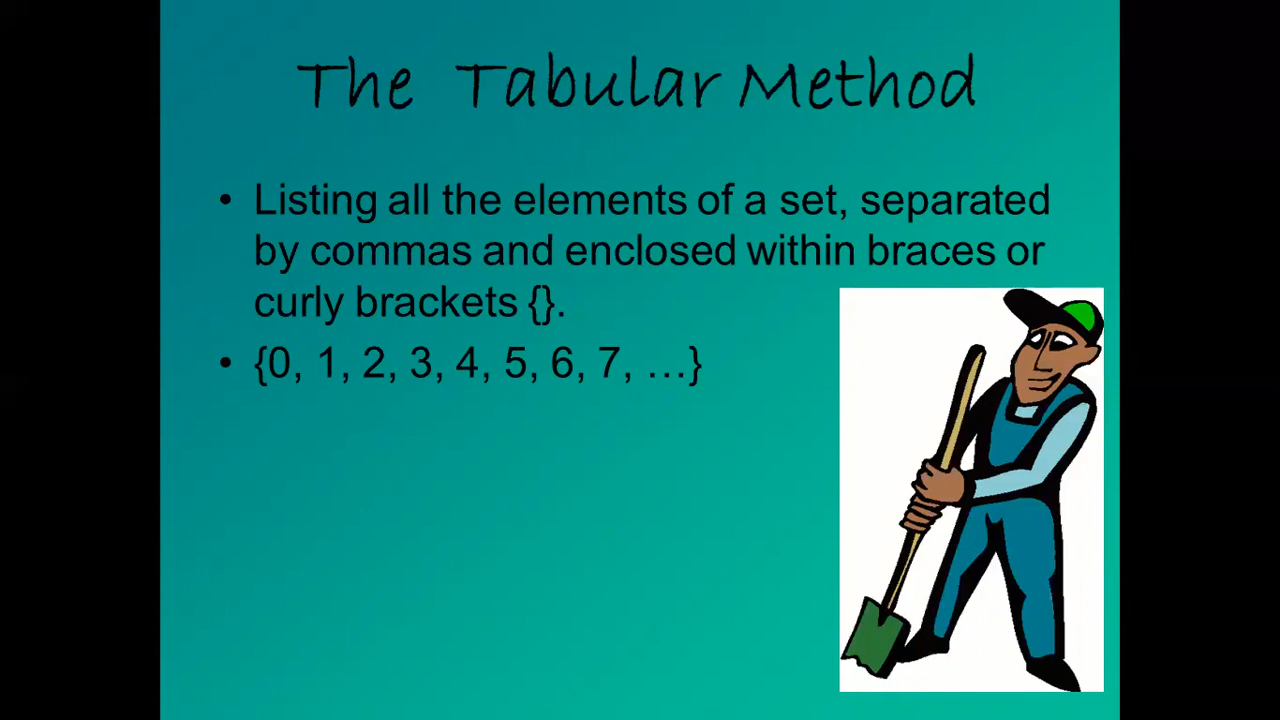 The Tabular Method
• Listing all the elements of a set, separated
by commas and enclosed within braces or
curly brackets {}.
• {0, 1, 2, 3, 4, 5, 6, 7, …}